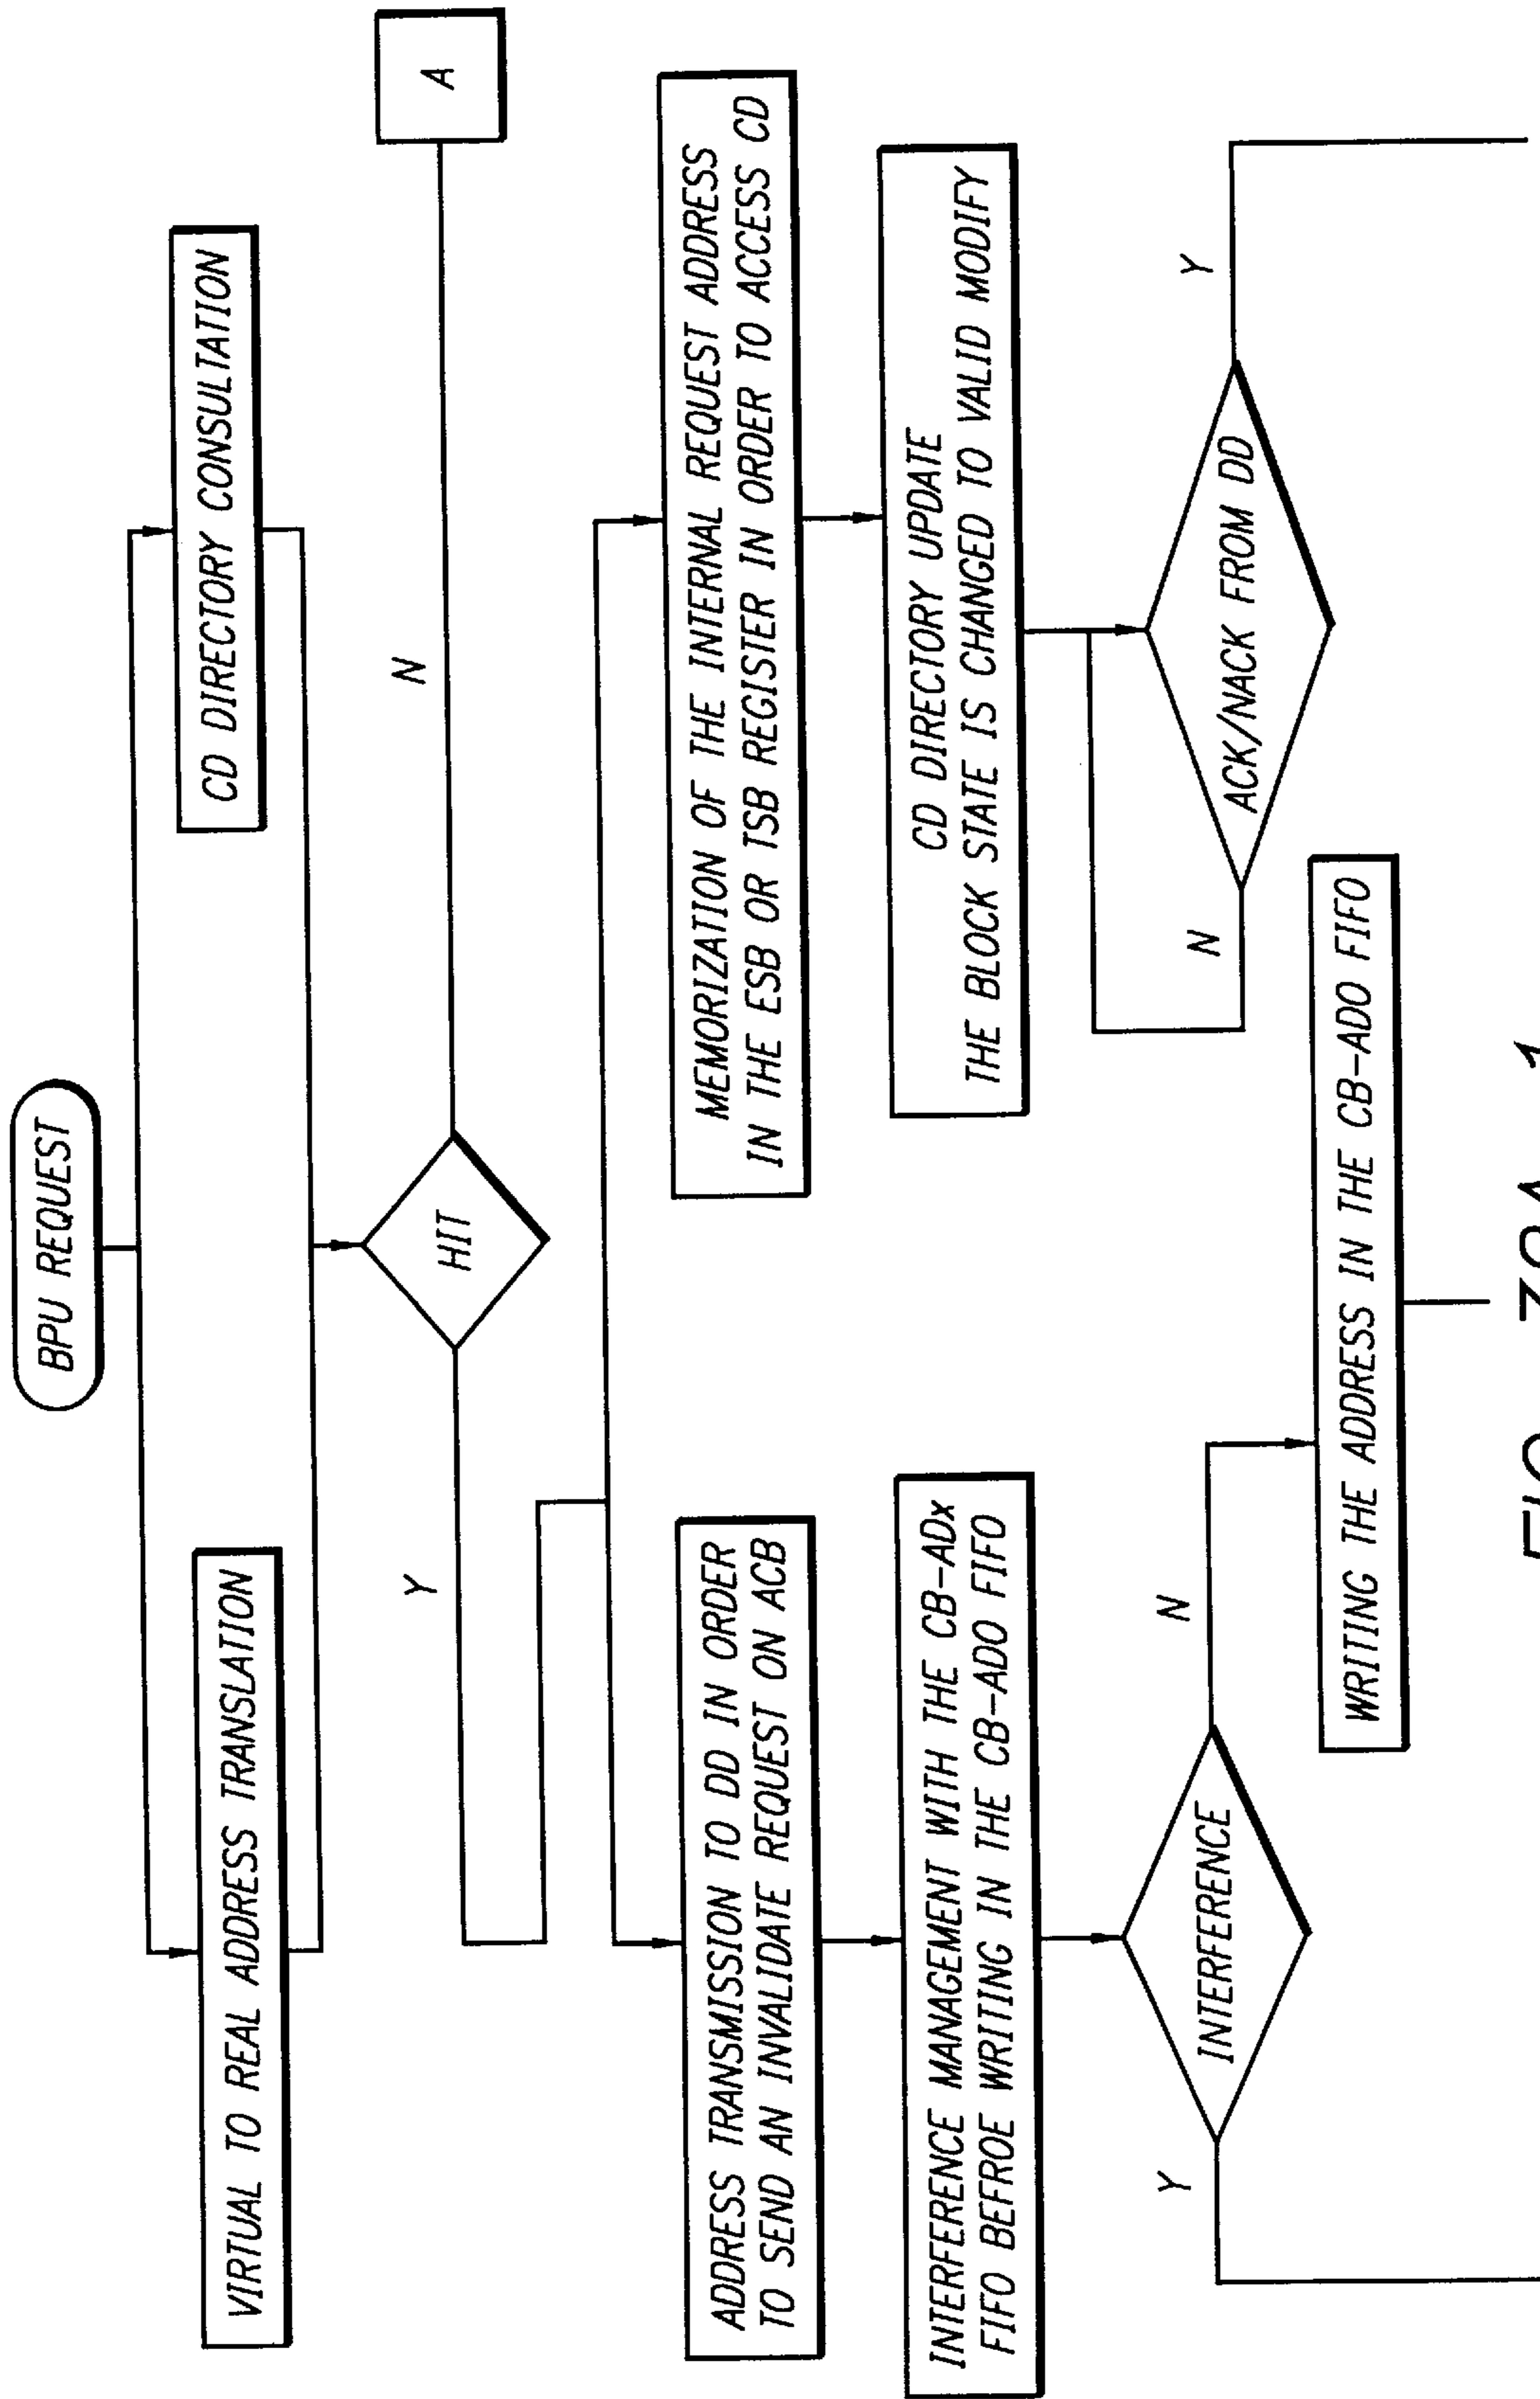 BPU REQUEST
VIRTUAL TO REAL ADDRESS TRANSLATION
CD DIRECTORY CONSULTATION
HIT
Y
N
A
ADDRESS TRANSMISSION TO DD IN ORDER
TO SEND AN INVALIDATE REQUEST ON ACB
MEMORIZATION OF THE INTERNAL REQUEST ADDRESS
IN THE ESB OR TSB REGISTER IN ORDER TO ACCESS CD
INTERFERENCE MANAGEMENT WITH THE CB-ADx
FIFO BEFROE WRITING IN THE CB-ADO FIFO
CD DIRECTORY UPDATE
THE BLOCK STATE IS CHANGED TO VALID MODIFY
Y
INTERFERENCE
N
N
ACK/NACK FROM DD
Y
WRITING THE ADDRESS IN THE CB-ADO FIFO